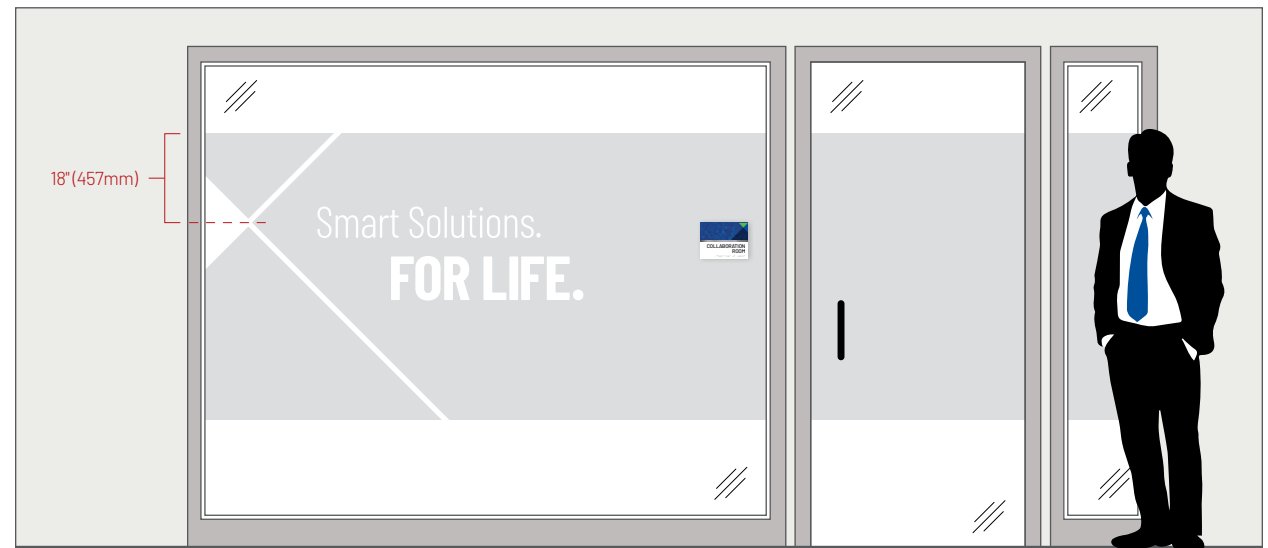 18"(457mm)
Smart Solutions.
FOR LIFE.
COLLABORATION
ROOM